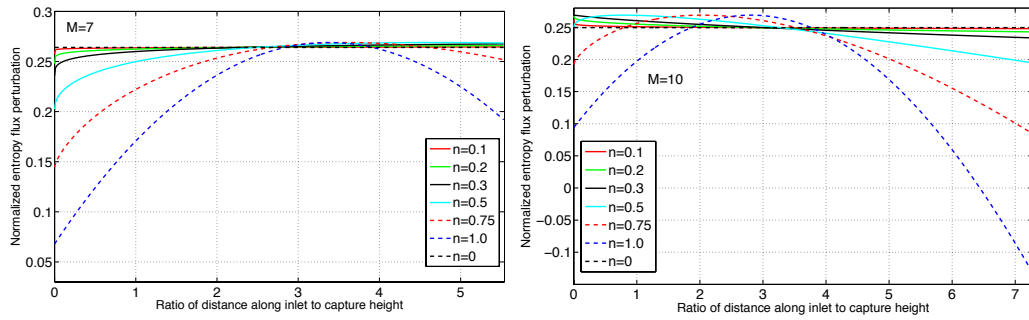 M=7
Normalized entropy flux perturbation
0.3
0.25
0.2
0.15
0.1
0.05
n=0.1
n=0.2
n=0.3
n=0.5
n=0.75
n=1.0
n=0
0 1 2 3 4 5
Ratio of distance along inlet to capture height
M=10
Normalized entropy flux perturbation
0.25
0.2
0.15
0.1
0.05
0
−0.05
−0.1
n=0.1
n=0.2
n=0.3
n=0.5
n=0.75
n=1.0
n=0
0 1 2 3 4 5 6 7
Ratio of distance along inlet to capture height